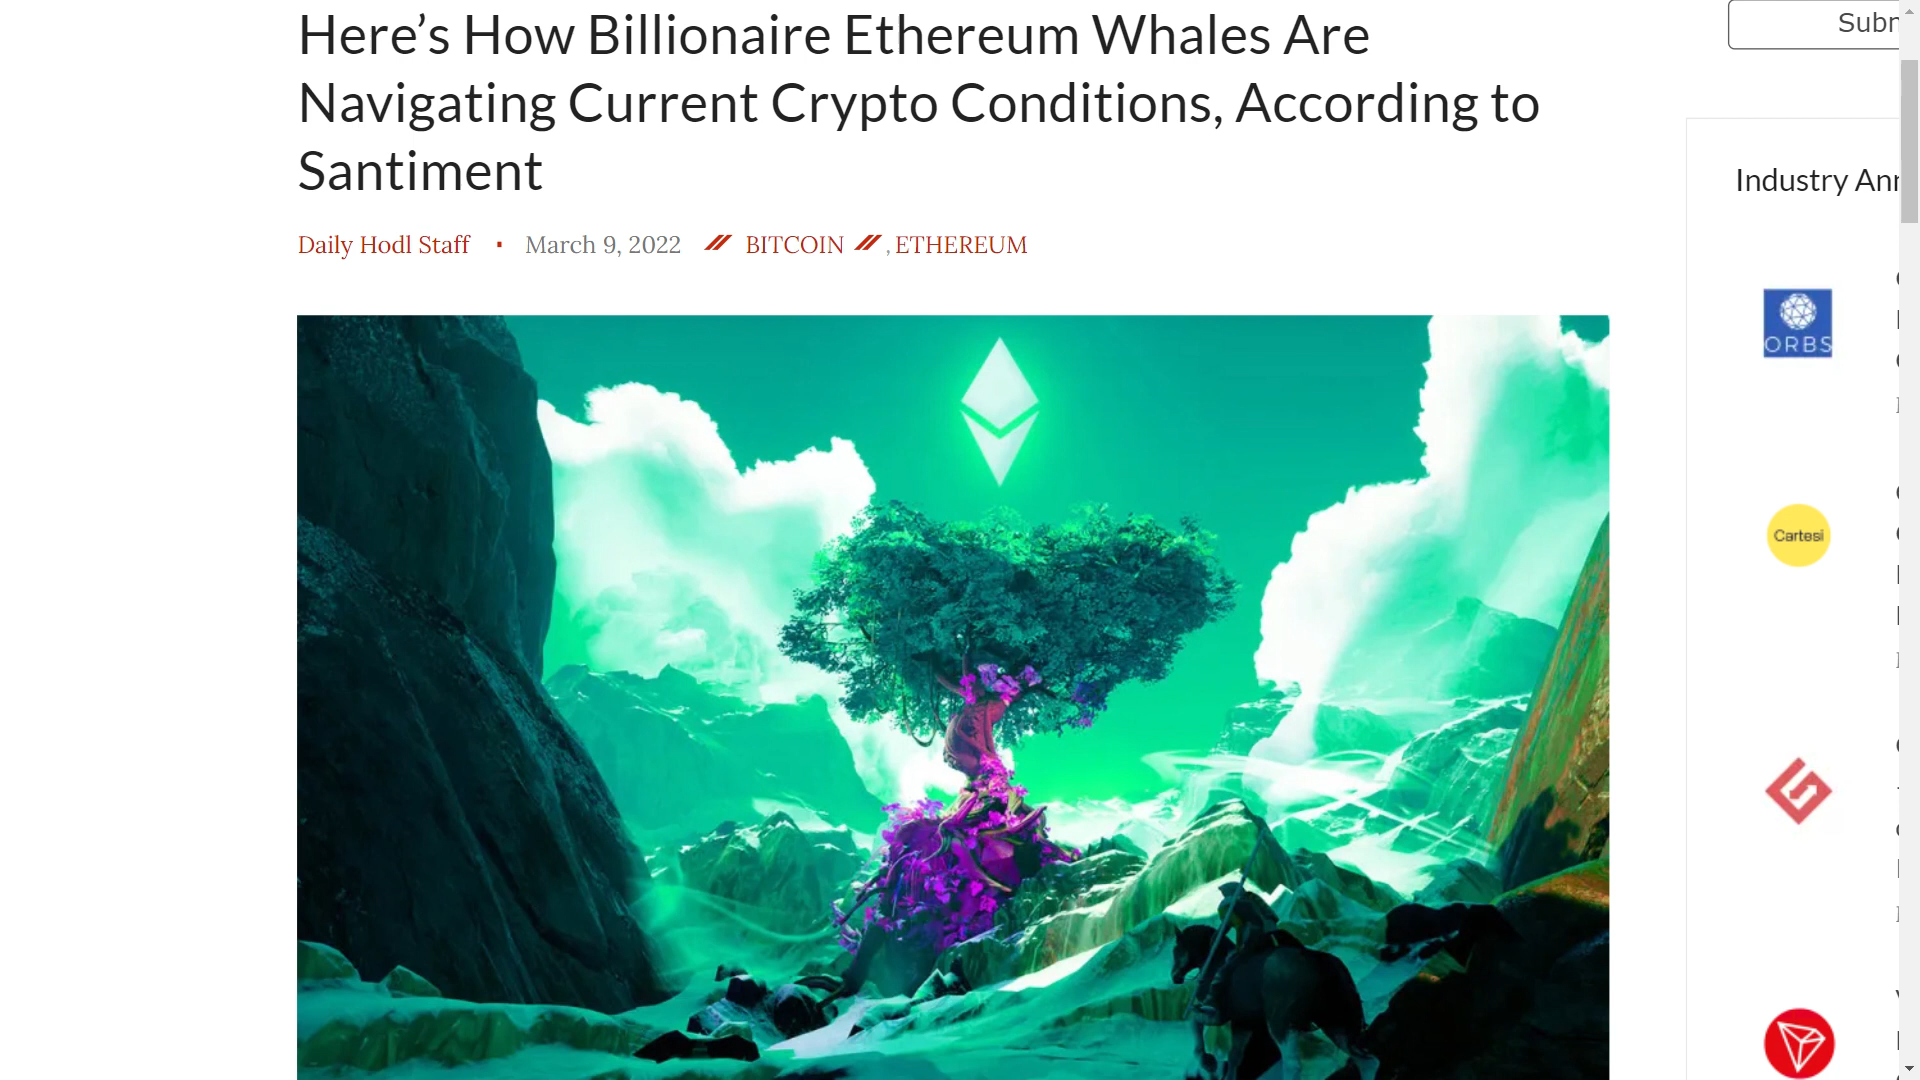 Here’s How Billionaire Ethereum Whales Are
Navigating Current Crypto Conditions, According to
Santiment
Daily Hodl Staff · March 9, 2022 BITCOIN , ETHEREUM
Industry
ORBS
Cartesi